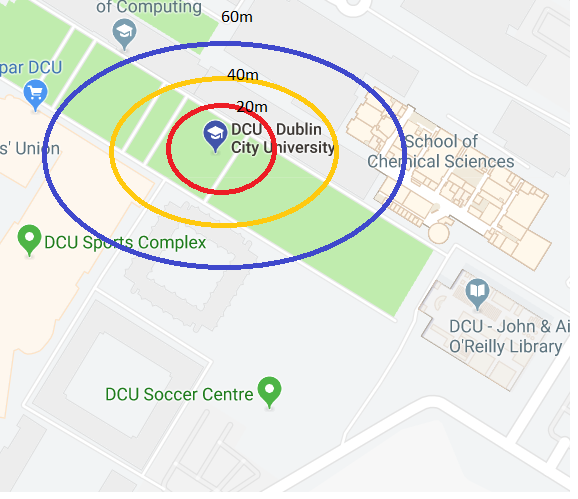 60m
of Computing
40m
par DCU
20m
DCU - Dublin
City University
s' Union
School of
Chemical Sciences
DCU Sports Complex
DCU - John & Ai
O'Reilly Library
DCU Soccer Centre